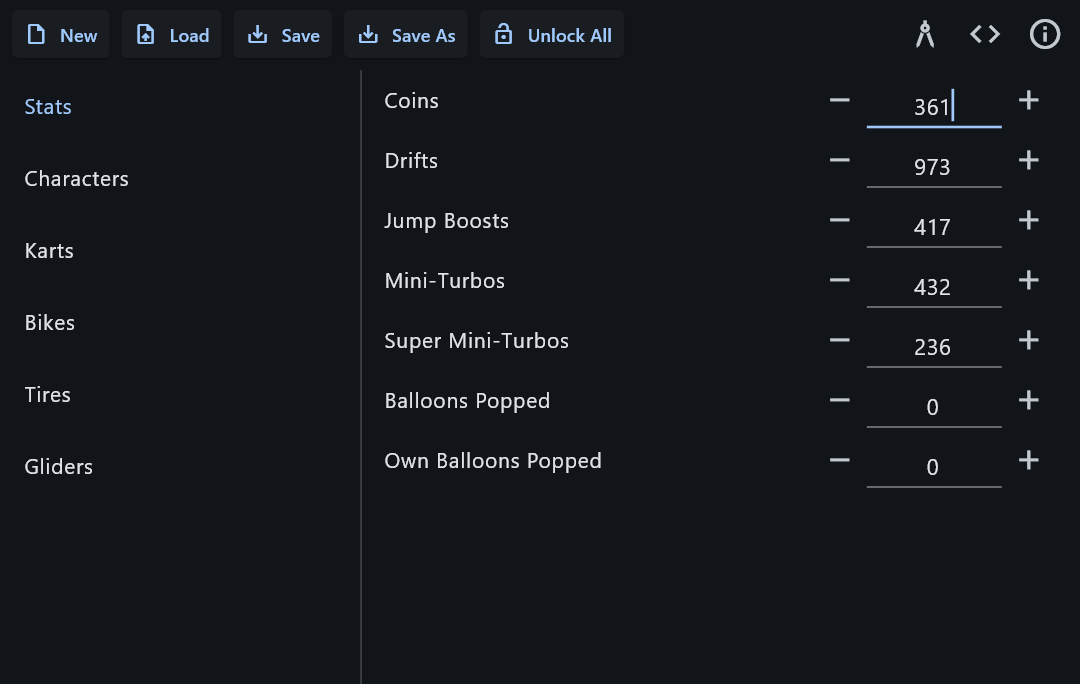 New Load Save Save As Unlock All
Stats
Characters
Karts
Bikes
Tires
Gliders
Coins 361
Drifts 973
Jump Boosts 417
Mini-Turbos 432
Super Mini-Turbos 236
Balloons Popped 0
Own Balloons Popped 0